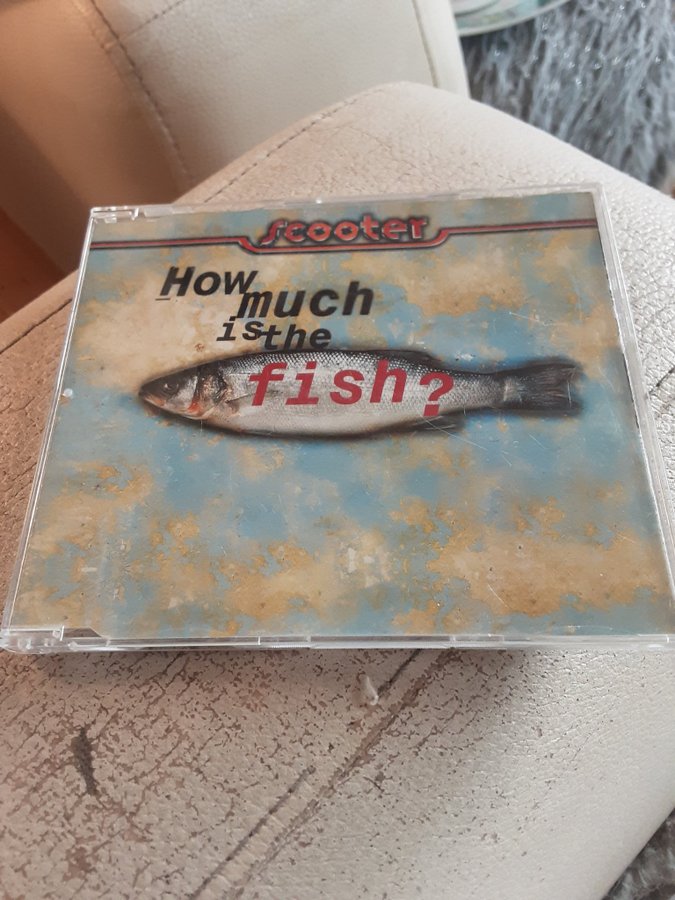 scooter
How
much
is the
fish?